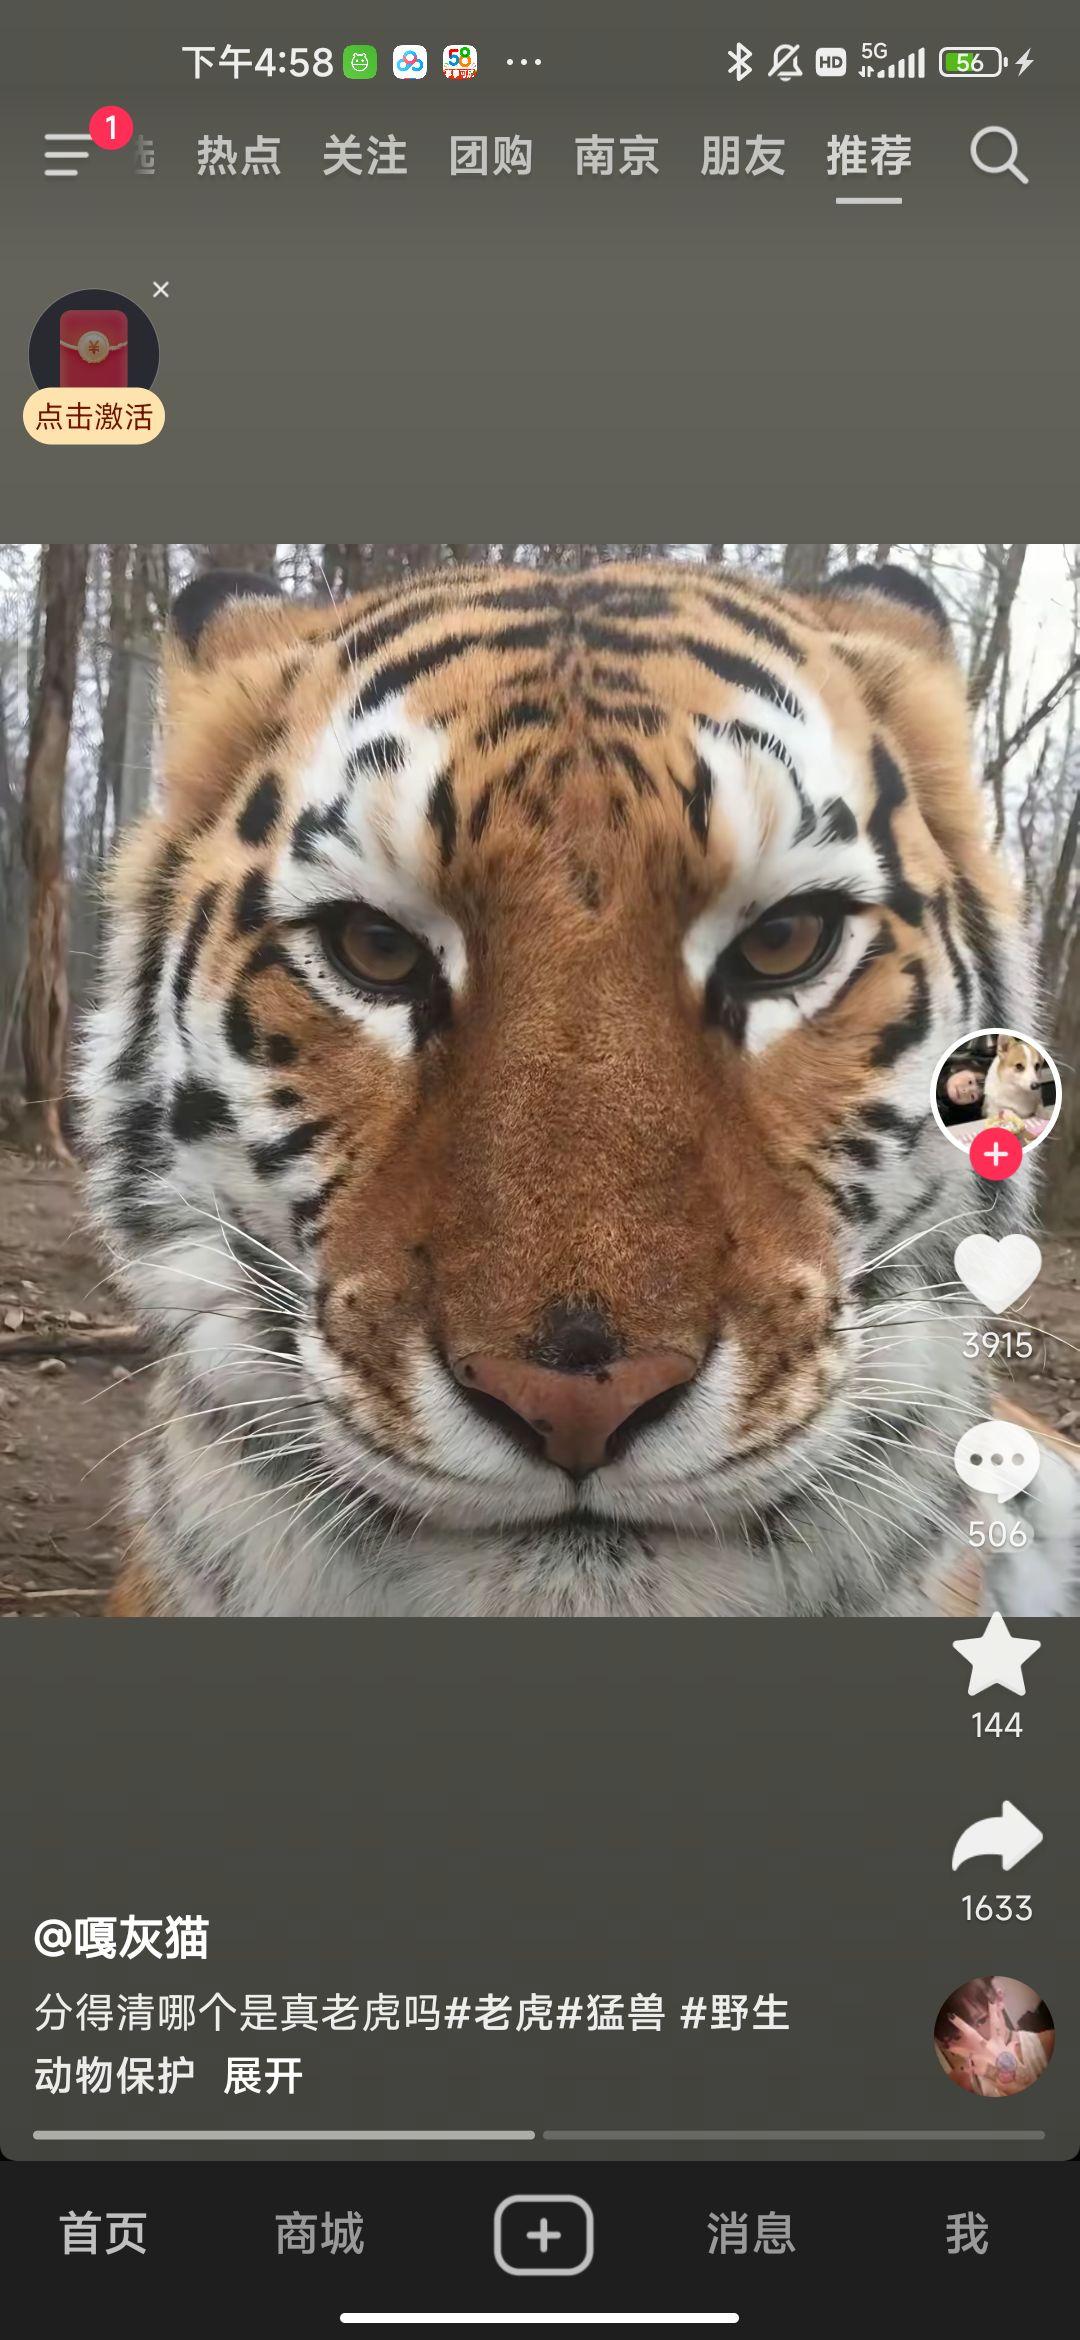 下午4:58
58
HD
5G
56
1
热点 关注 团购 南京 朋友 推荐
点击激活
3915
506
144
1633
@嘎灰猫
分得清哪个是真老虎吗#老虎#猛兽 #野生
动物保护 展开
首页 商城 消息 我